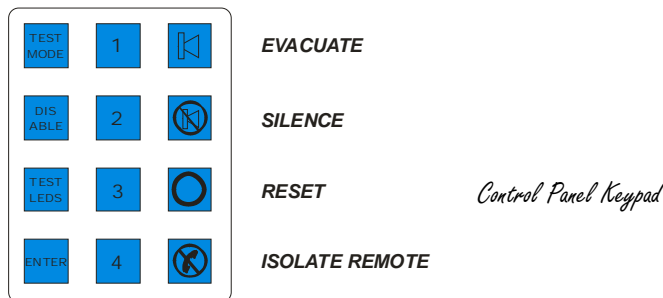 TEST
MODE
1
EVACUATE
DIS
ABLE
2
SILENCE
TEST
LEDS
3
RESET
Control Panel Keypad
ENTER
4
ISOLATE REMOTE